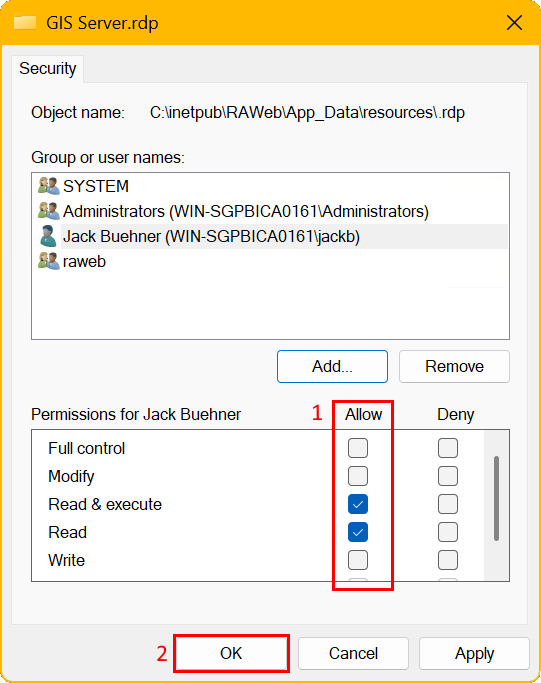 GIS Server.rdp
Security
Object name: C:\inetpub\RAWeb\App_Data\resources\.rdp
Group or user names:
SYSTEM
Administrators (WIN-SGPBICA0161\Administrators)
Jack Buehner (WIN-SGPBICA0161\jackb)
raweb
Add... Remove
Permissions for Jack Buehner 1 Allow Deny
Full control
Modify
Read & execute
Read
Write
2 OK Cancel Apply